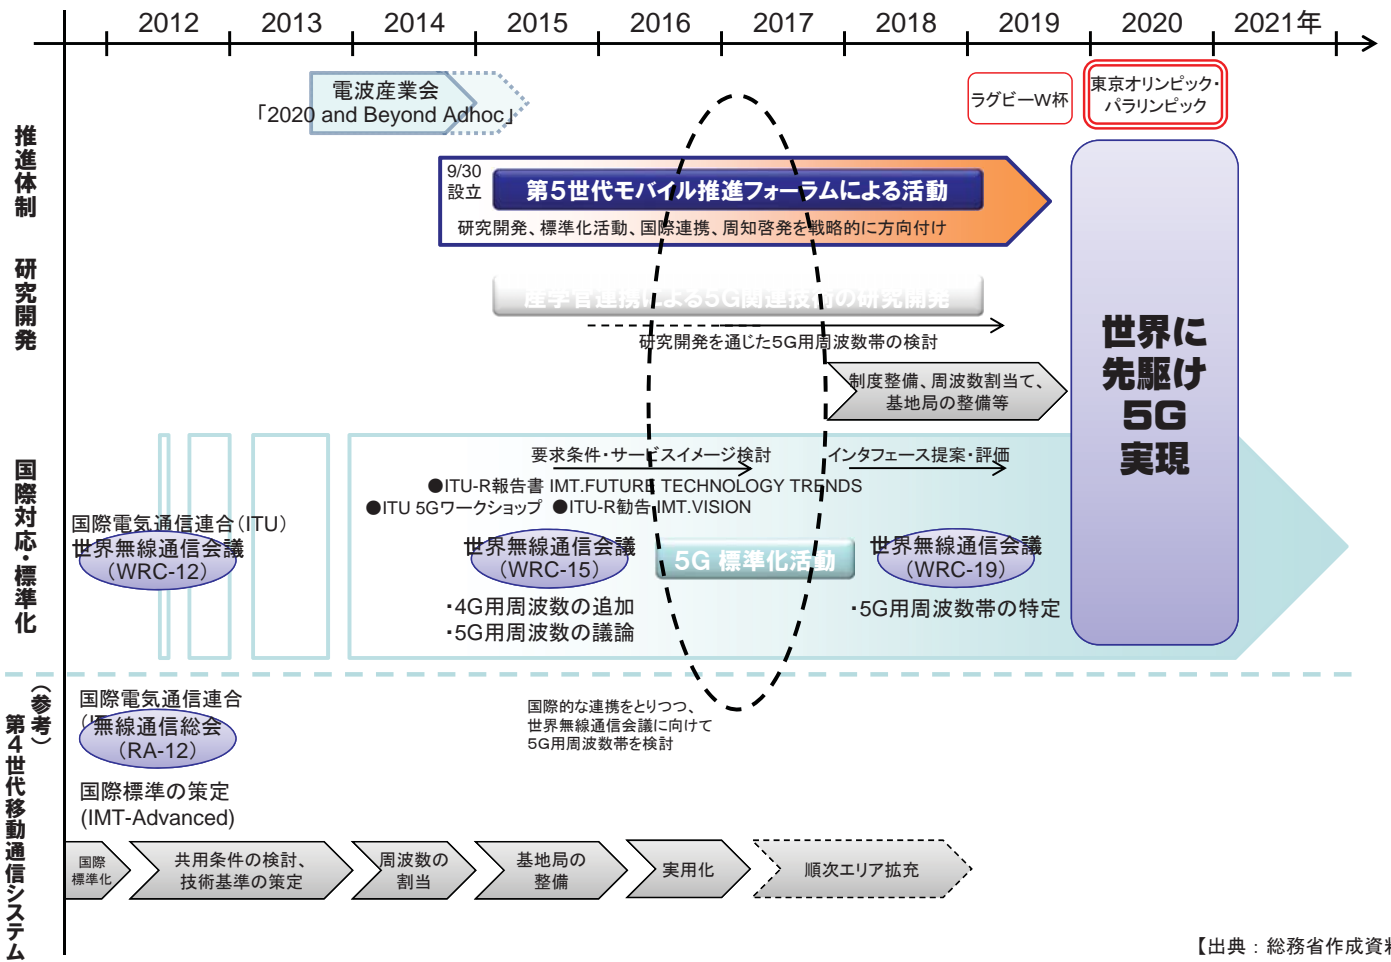 2012 2013 2014 2015 2016 2017 2018 2019 2020 2021年
推進体制
電波産業会
「2020 and Beyond Adhoc」
ラグビーW杯
東京オリンピック・
パラリンピック
9/30
設立
第5世代モバイル推進フォーラムによる活動
研究開発、標準化活動、国際連携、周知啓発を戦略的に方向付け
研究開発
産学官連携による5G関連技術の研究開発
研究開発を通じた5G用周波数帯の検討
制度整備、周波数割当て、
基地局の整備等
世界に
先駆け
5G
実現
国際対応・標準化
要求条件・サービスイメージ検討
インタフェース提案・評価
●ITU-R報告書 IMT.FUTURE TECHNOLOGY TRENDS
●ITU 5Gワークショップ ●ITU-R勧告 IMT.VISION
国際電気通信連合(ITU)
世界無線通信会議
(WRC-12)
世界無線通信会議
(WRC-15)
5G 標準化活動
世界無線通信会議
(WRC-19)
・4G用周波数の追加
・5G用周波数の議論
・5G用周波数帯の特定
(参考)
第4世代移動通信システム
国際電気通信連合
無線通信総会
(RA-12)
国際的な連携をとりつつ、
世界無線通信会議に向けて
5G用周波数帯を検討
国際標準の策定
(IMT-Advanced)
国際
標準化
共用条件の検討、
技術基準の策定
周波数の
割当
基地局の
整備
実用化
順次エリア拡充
【出典：総務省作成資料